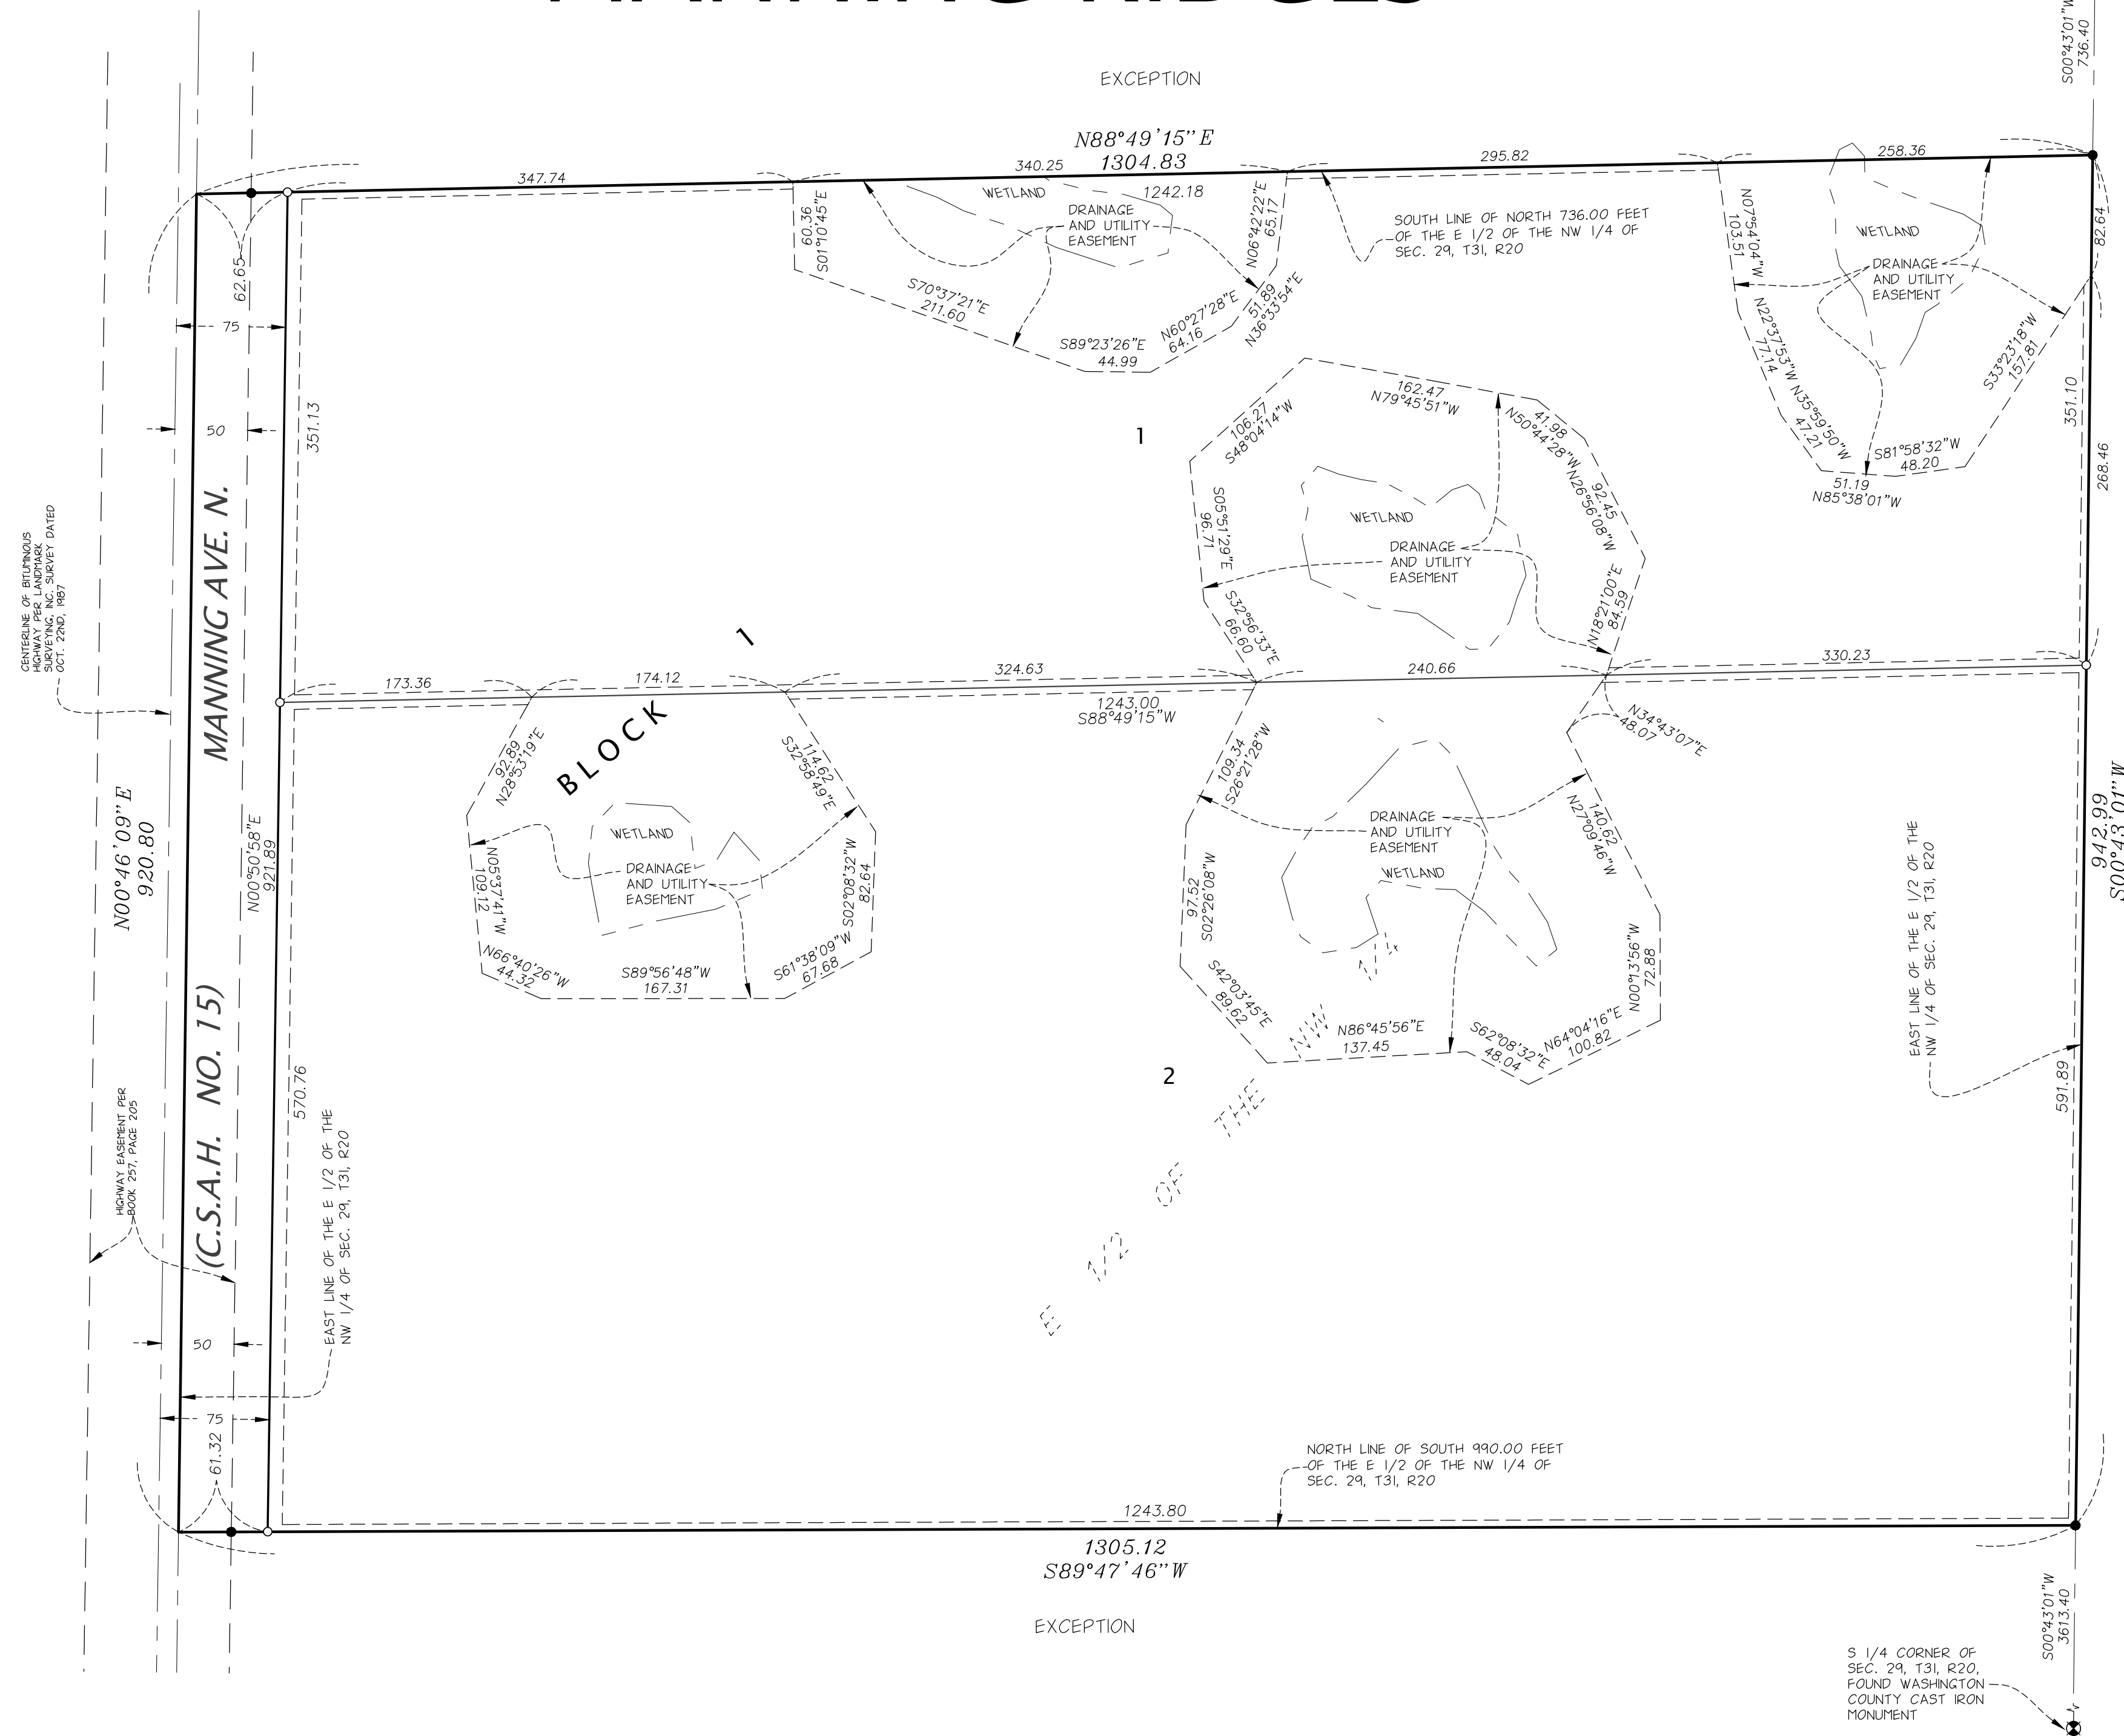 S00°43'01"W
736.40
EXCEPTION
N88°49'15"E
1304.83
347.74
340.25
1242.18
295.82
258.36
62.65
75
50
351.13
60.36
S01°10'45"E
WETLAND
DRAINAGE
AND UTILITY
EASEMENT
N06°42'22"E
65.17
S70°37'21"E
211.60
S89°23'26"E
44.99
N60°27'28"E
64.16
51.89
N36°33'54"E
SOUTH LINE OF NORTH 736.00 FEET
OF THE E 1/2 OF THE NW 1/4 OF
SEC. 29, T31, R20
N07°54'04"W
103.51
WETLAND
DRAINAGE
AND UTILITY
EASEMENT
N22°37'53"W
77.14
N35°59'50"W
47.21
S33°23'18"W
157.81
S81°58'32"W
48.20
51.19
N85°38'01"W
82.64
351.10
268.46
1
106.27
S48°04'14"W
162.47
N79°45'51"W
41.98
N50°44'28"W
92.45
N26°56'08"W
S05°51'29"E
96.71
WETLAND
DRAINAGE
AND UTILITY
EASEMENT
S32°56'33"E
66.60
N18°21'00"E
84.59
CENTERLINE OF BITUMINOUS
HIGHWAY PER LANDMARK
SURVEYING, INC. SURVEY DATED
OCT. 22ND, 1987
MANNING AVE. N.
(C.S.A.H. NO. 15)
N00°46'09"E
920.80
N00°50'58"E
921.89
173.36
174.12
324.63
1243.00
S88°49'15"W
240.66
330.23
BLOCK
1
92.89
N28°53'19"E
114.62
S32°58'49"E
WETLAND
DRAINAGE
AND UTILITY
EASEMENT
N05°37'41"W
109.12
S02°08'32"W
82.64
N66°40'26"W
44.32
S89°56'48"W
167.31
S61°38'09"W
67.68
109.34
S26°21'28"W
N34°43'07"E
48.07
DRAINAGE
AND UTILITY
EASEMENT
WETLAND
140.62
N27°09'46"W
97.52
S02°26'08"W
S42°03'45"E
89.62
N86°45'56"E
137.45
S62°08'32"E
48.04
N64°04'16"E
100.82
N00°13'56"W
72.88
2
E 1/2 OF THE NW 1/4
EAST LINE OF THE E 1/2 OF THE
NW 1/4 OF SEC. 29, T31, R20
942.99
S00°43'01"W
591.89
HIGHWAY EASEMENT PER
BOOK 257, PAGE 205
570.76
EAST LINE OF THE E 1/2 OF THE
NW 1/4 OF SEC. 29, T31, R20
50
75
61.32
NORTH LINE OF SOUTH 990.00 FEET
OF THE E 1/2 OF THE NW 1/4 OF
SEC. 29, T31, R20
1243.80
1305.12
S89°47'46"W
EXCEPTION
S00°43'01"W
3613.40
S 1/4 CORNER OF
SEC. 29, T31, R20,
FOUND WASHINGTON
COUNTY CAST IRON
MONUMENT